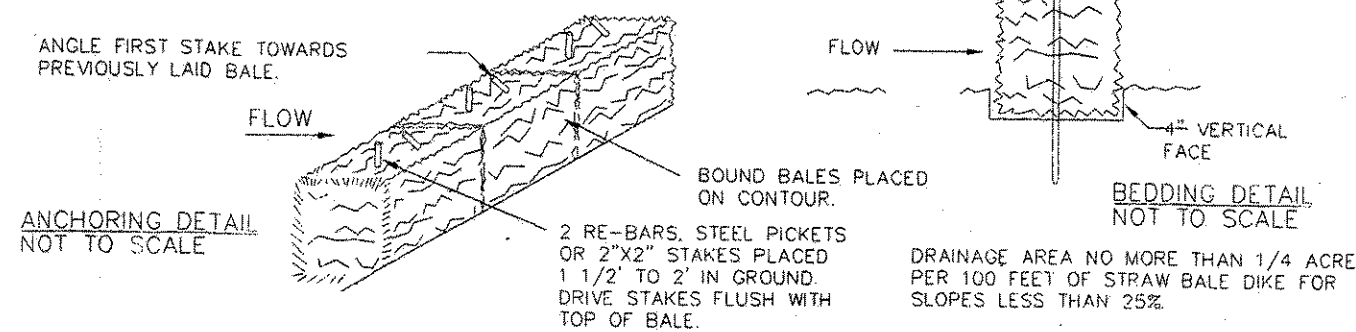 ANGLE FIRST STAKE TOWARDS
PREVIOUSLY LAID BALE.
FLOW
ANCHORING DETAIL
NOT TO SCALE
BOUND BALES PLACED
ON CONTOUR.
2 RE-BARS, STEEL PICKETS
OR 2"X2" STAKES PLACED
1 1/2' TO 2' IN GROUND.
DRIVE STAKES FLUSH WITH
TOP OF BALE.
FLOW
4" VERTICAL
FACE
BEDDING DETAIL
NOT TO SCALE
DRAINAGE AREA NO MORE THAN 1/4 ACRE
PER 100 FEET OF STRAW BALE DIKE FOR
SLOPES LESS THAN 25%